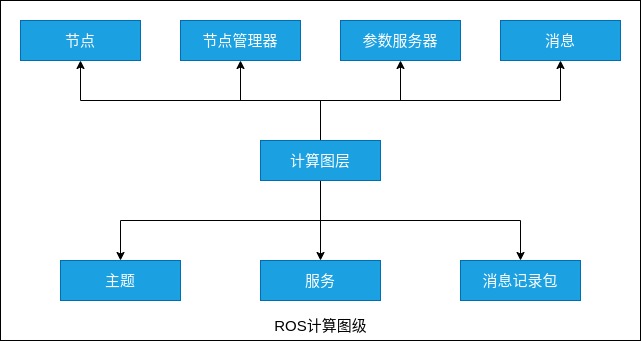 节点
节点管理器
参数服务器
消息
计算图层
主题
服务
消息记录包
ROS计算图级